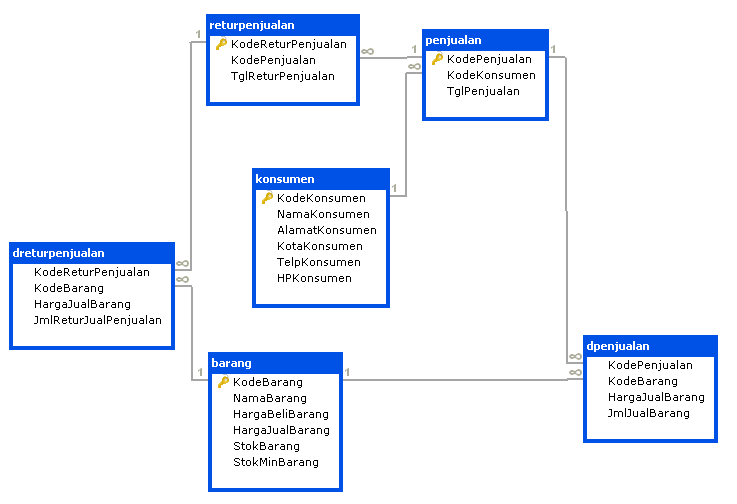 returpenjualan
KodeReturPenjualan
KodePenjualan
TglReturPenjualan
penjualan
KodePenjualan
KodeKonsumen
TglPenjualan
konsumen
KodeKonsumen
NamaKonsumen
AlamatKonsumen
KotaKonsumen
TelpKonsumen
HPKonsumen
dreturpenjualan
KodeReturPenjualan
KodeBarang
HargaJualBarang
JmlReturJualPenjualan
barang
KodeBarang
NamaBarang
HargaBeliBarang
HargaJualBarang
StokBarang
StokMinBarang
dpenjualan
KodePenjualan
KodeBarang
HargaJualBarang
JmlJualBarang
1
∞
1
∞
1
1
∞
∞
1
1
∞
∞